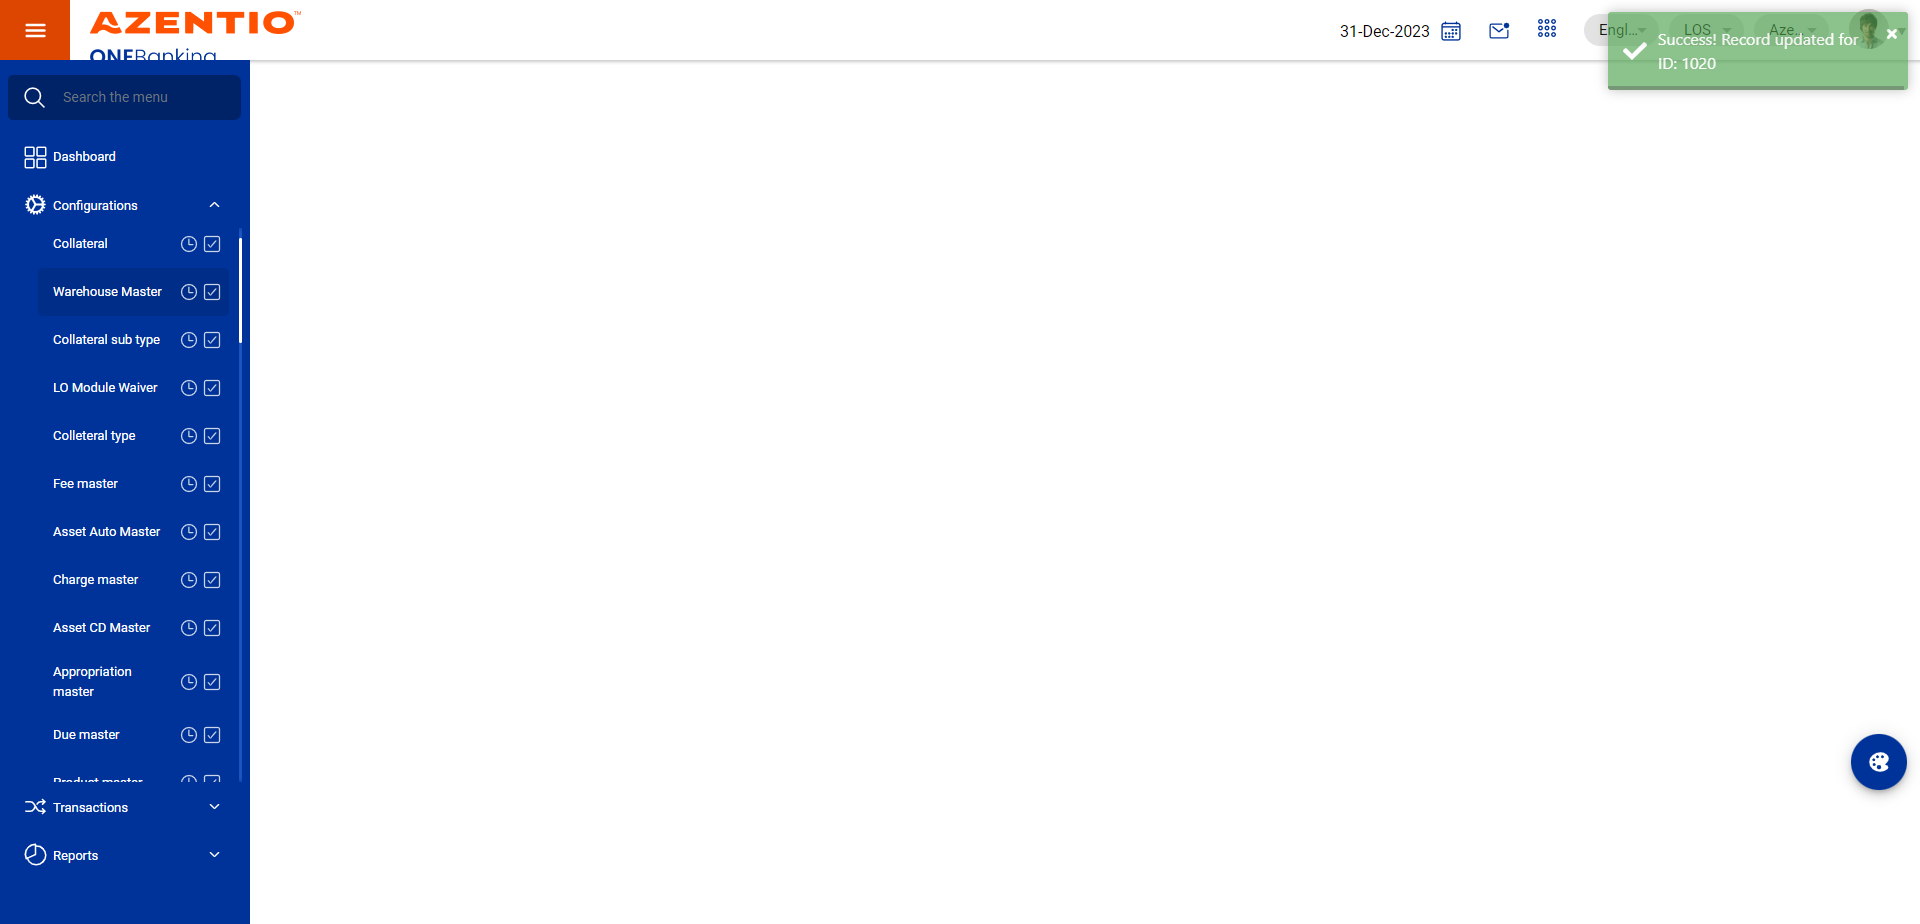 AZENTIO™
ONEBanking
31-Dec-2023
Engl...
LOS
Aze...
Success! Record updated for
ID: 1020
Search the menu
Dashboard
Configurations
Collateral
Warehouse Master
Collateral sub type
LO Module Waiver
Colleteral type
Fee master
Asset Auto Master
Charge master
Asset CD Master
Appropriation
master
Due master
Product master
Transactions
Reports